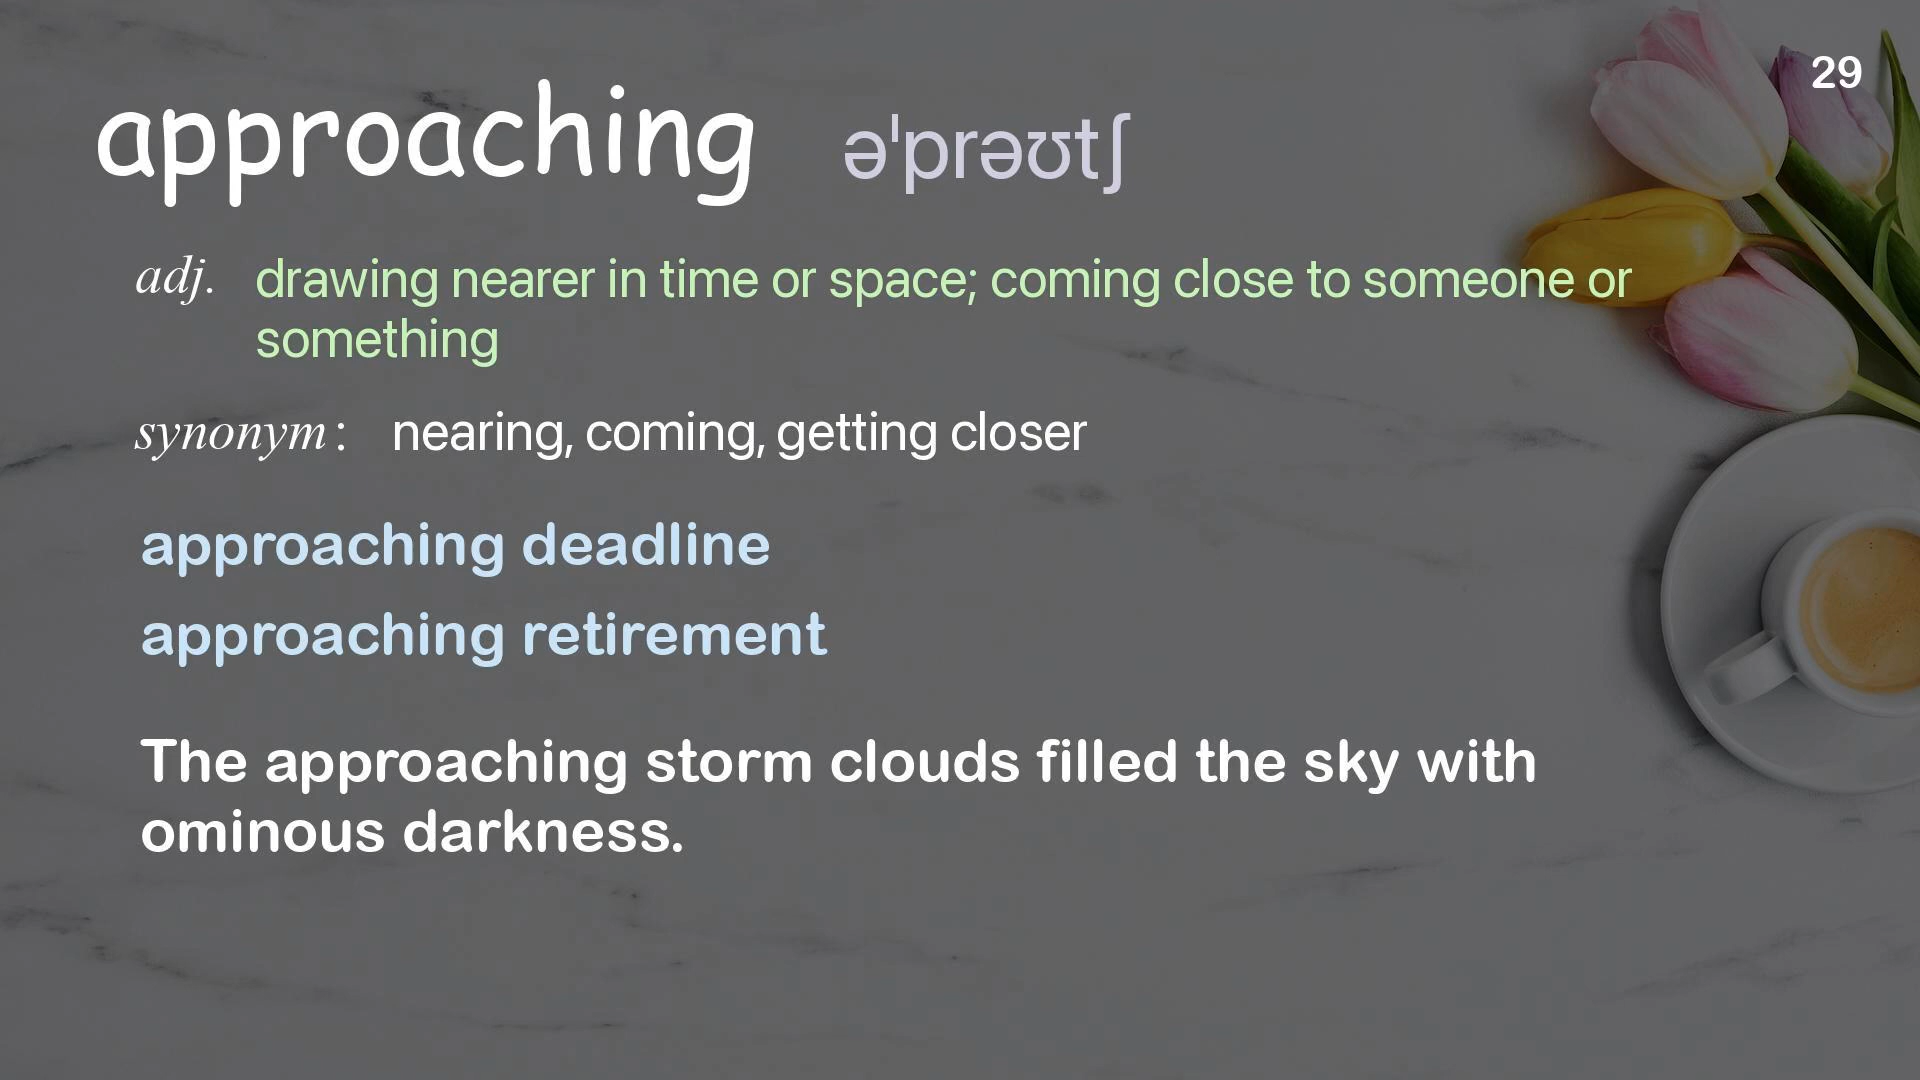 29
approaching əˈprəʊtʃ
adj. drawing nearer in time or space; coming close to someone or
something
synonym: nearing, coming, getting closer
approaching deadline
approaching retirement
The approaching storm clouds filled the sky with
ominous darkness.